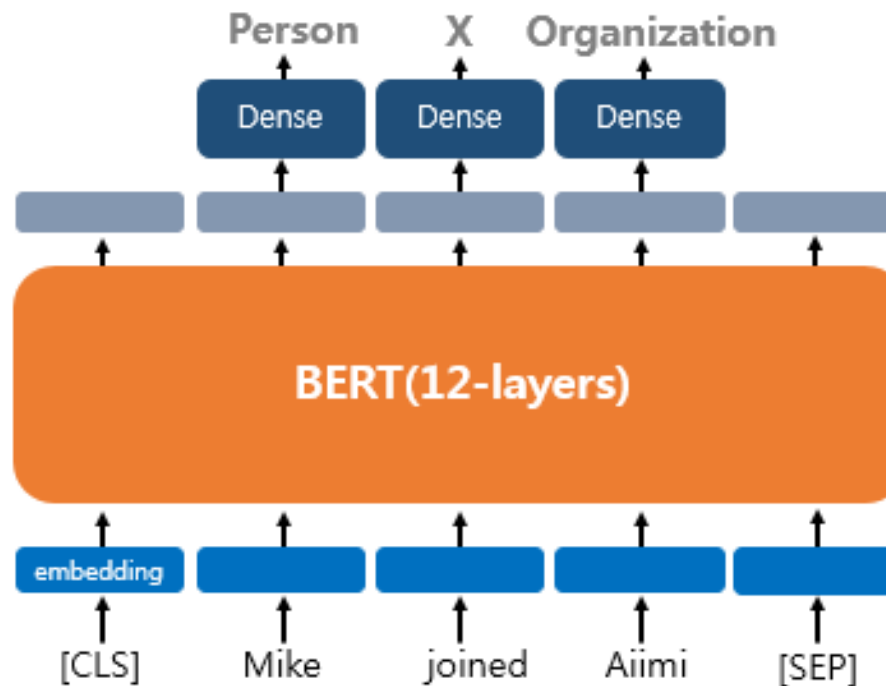 Person X Organization
Dense Dense Dense
BERT(12-layers)
embedding
[CLS] Mike joined Aiimi [SEP]